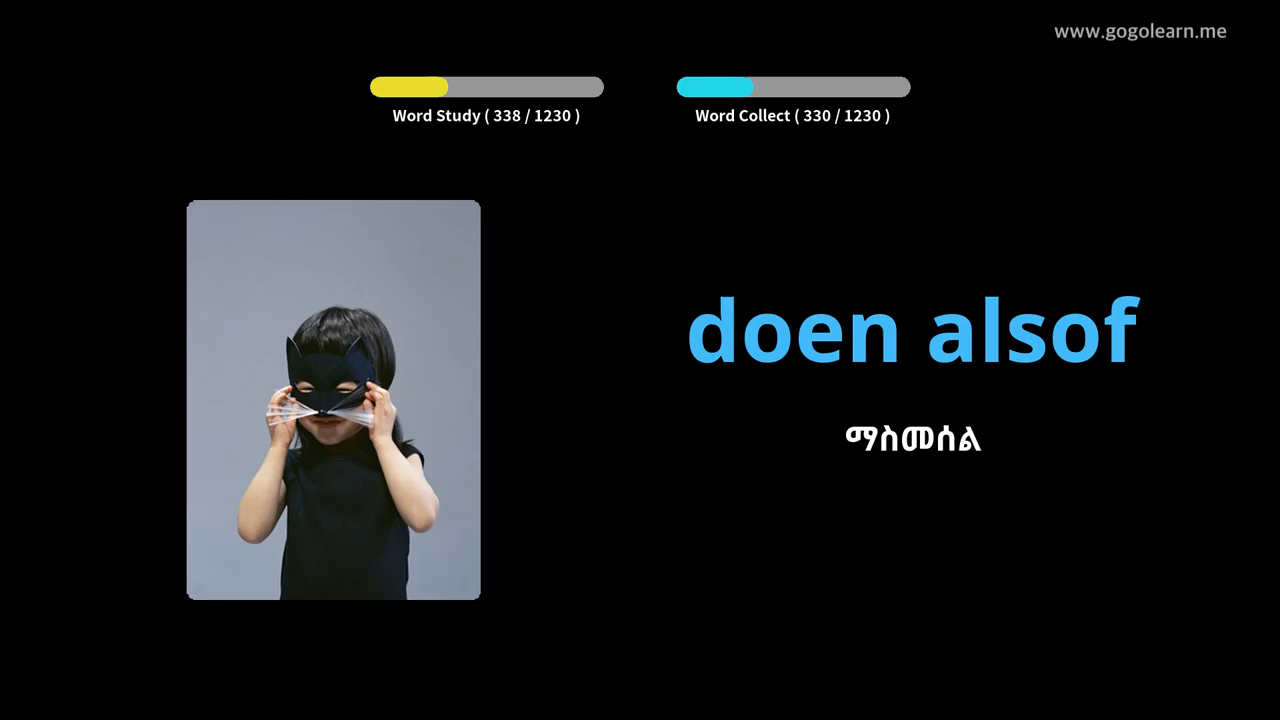 www.gogolearn.me
Word Study ( 338 / 1230 )
Word Collect ( 330 / 1230 )
doen alsof
ማስመሰል